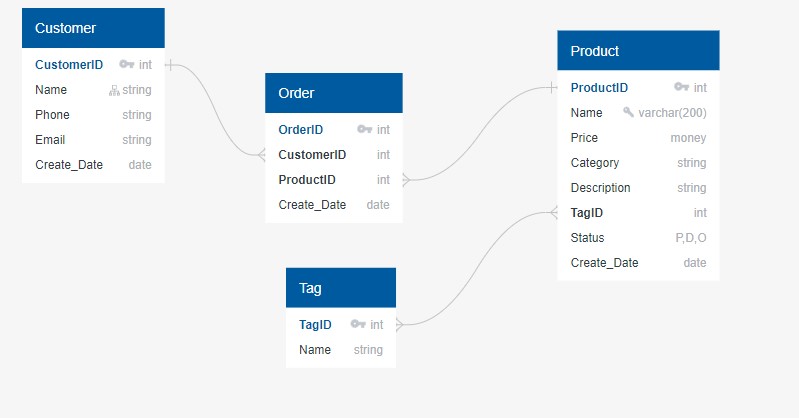 Customer
CustomerID int
Name string
Phone string
Email string
Create_Date date
Order
OrderID int
CustomerID int
ProductID int
Create_Date date
Product
ProductID int
Name varchar(200)
Price money
Category string
Description string
TagID int
Status P,D,O
Create_Date date
Tag
TagID int
Name string